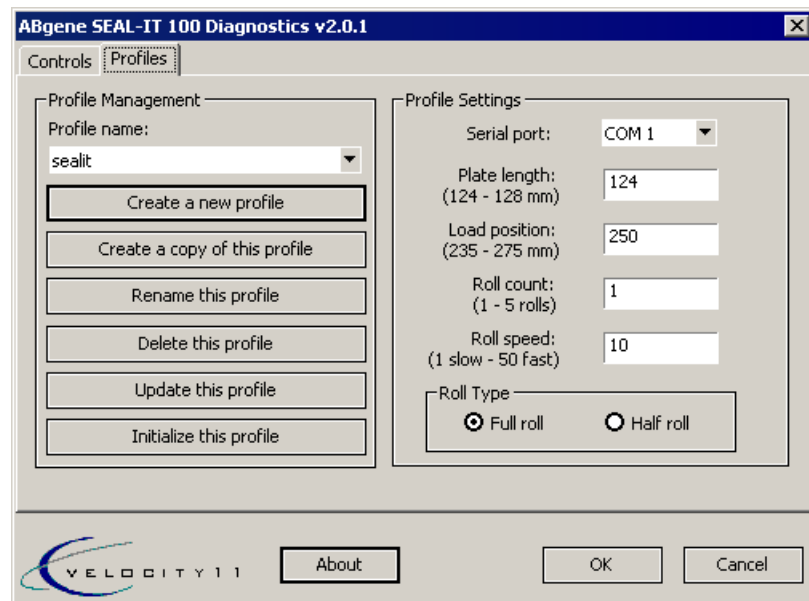 ABgene SEAL-IT 100 Diagnostics v2.0.1
Controls
Profiles
Profile Management
Profile name:
sealit
Create a new profile
Create a copy of this profile
Rename this profile
Delete this profile
Update this profile
Initialize this profile
Profile Settings
Serial port:
COM 1
Plate length:
(124 - 128 mm)
124
Load position:
(235 - 275 mm)
250
Roll count:
(1 - 5 rolls)
1
Roll speed:
(1 slow - 50 fast)
10
Roll Type
Full roll
Half roll
VELOCITY11
About
OK
Cancel